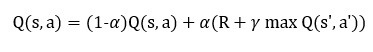 Q(s, a) = (1-α)Q(s, a) + α(R + γ max Q(s', a'))